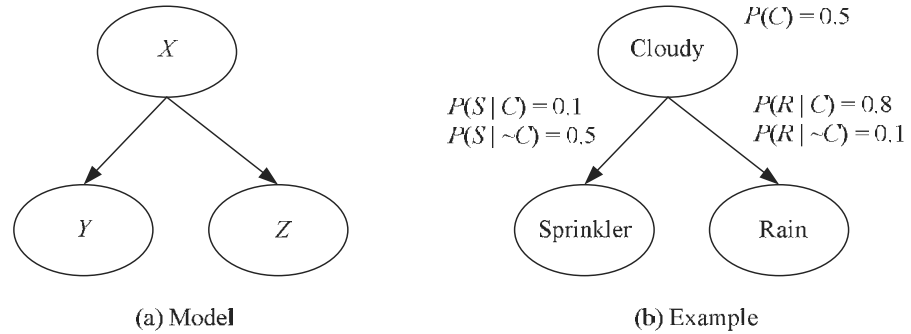 X
Y
Z
(a) Model
P(C) = 0.5
Cloudy
P(S | C) = 0.1
P(S | ~C) = 0.5
P(R | C) = 0.8
P(R | ~C) = 0.1
Sprinkler
Rain
(b) Example